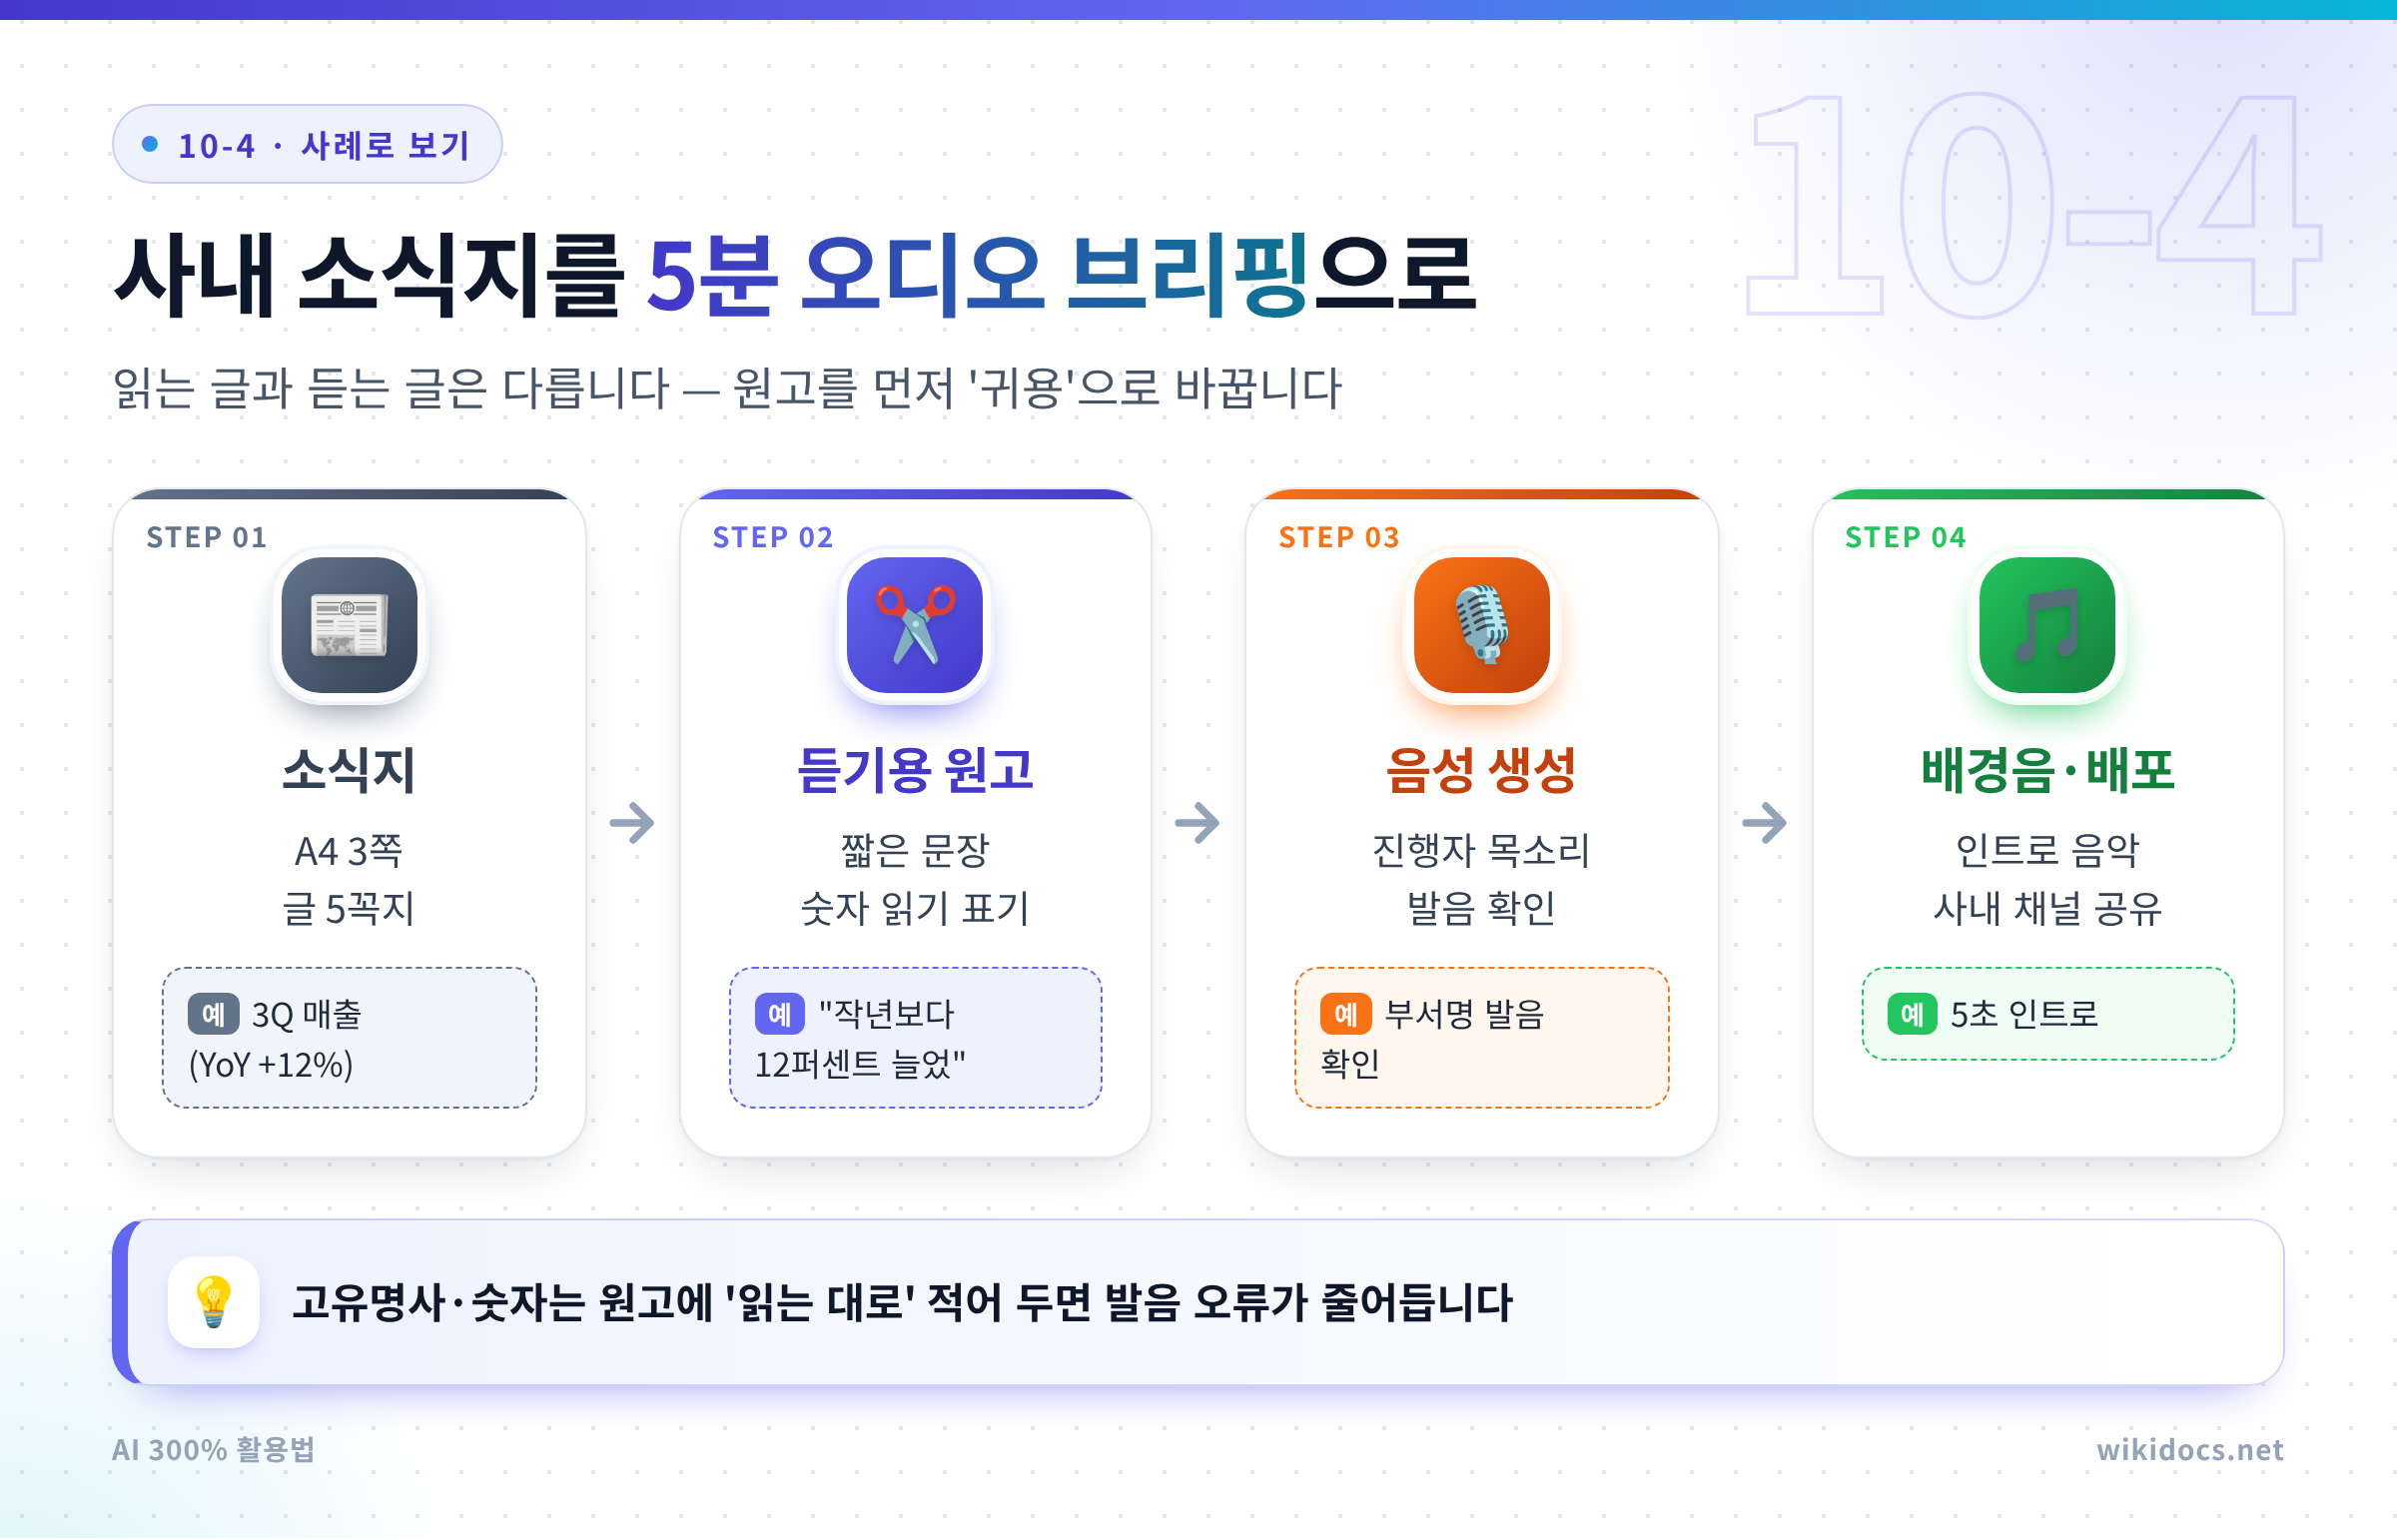 10-4 · 사례로 보기
10-4
사내 소식지를 5분 오디오 브리핑으로
읽는 글과 듣는 글은 다릅니다 — 원고를 먼저 '귀용'으로 바꿉니다
STEP 01
소식지
A4 3쪽
글 5꼭지
예 3Q 매출
(YoY +12%)
STEP 02
듣기용 원고
짧은 문장
숫자 읽기 표기
예 "작년보다
12퍼센트 늘었"
STEP 03
음성 생성
진행자 목소리
발음 확인
예 부서명 발음
확인
STEP 04
배경음·배포
인트로 음악
사내 채널 공유
예 5초 인트로
고유명사·숫자는 원고에 '읽는 대로' 적어 두면 발음 오류가 줄어듭니다
AI 300% 활용법
wikidocs.net